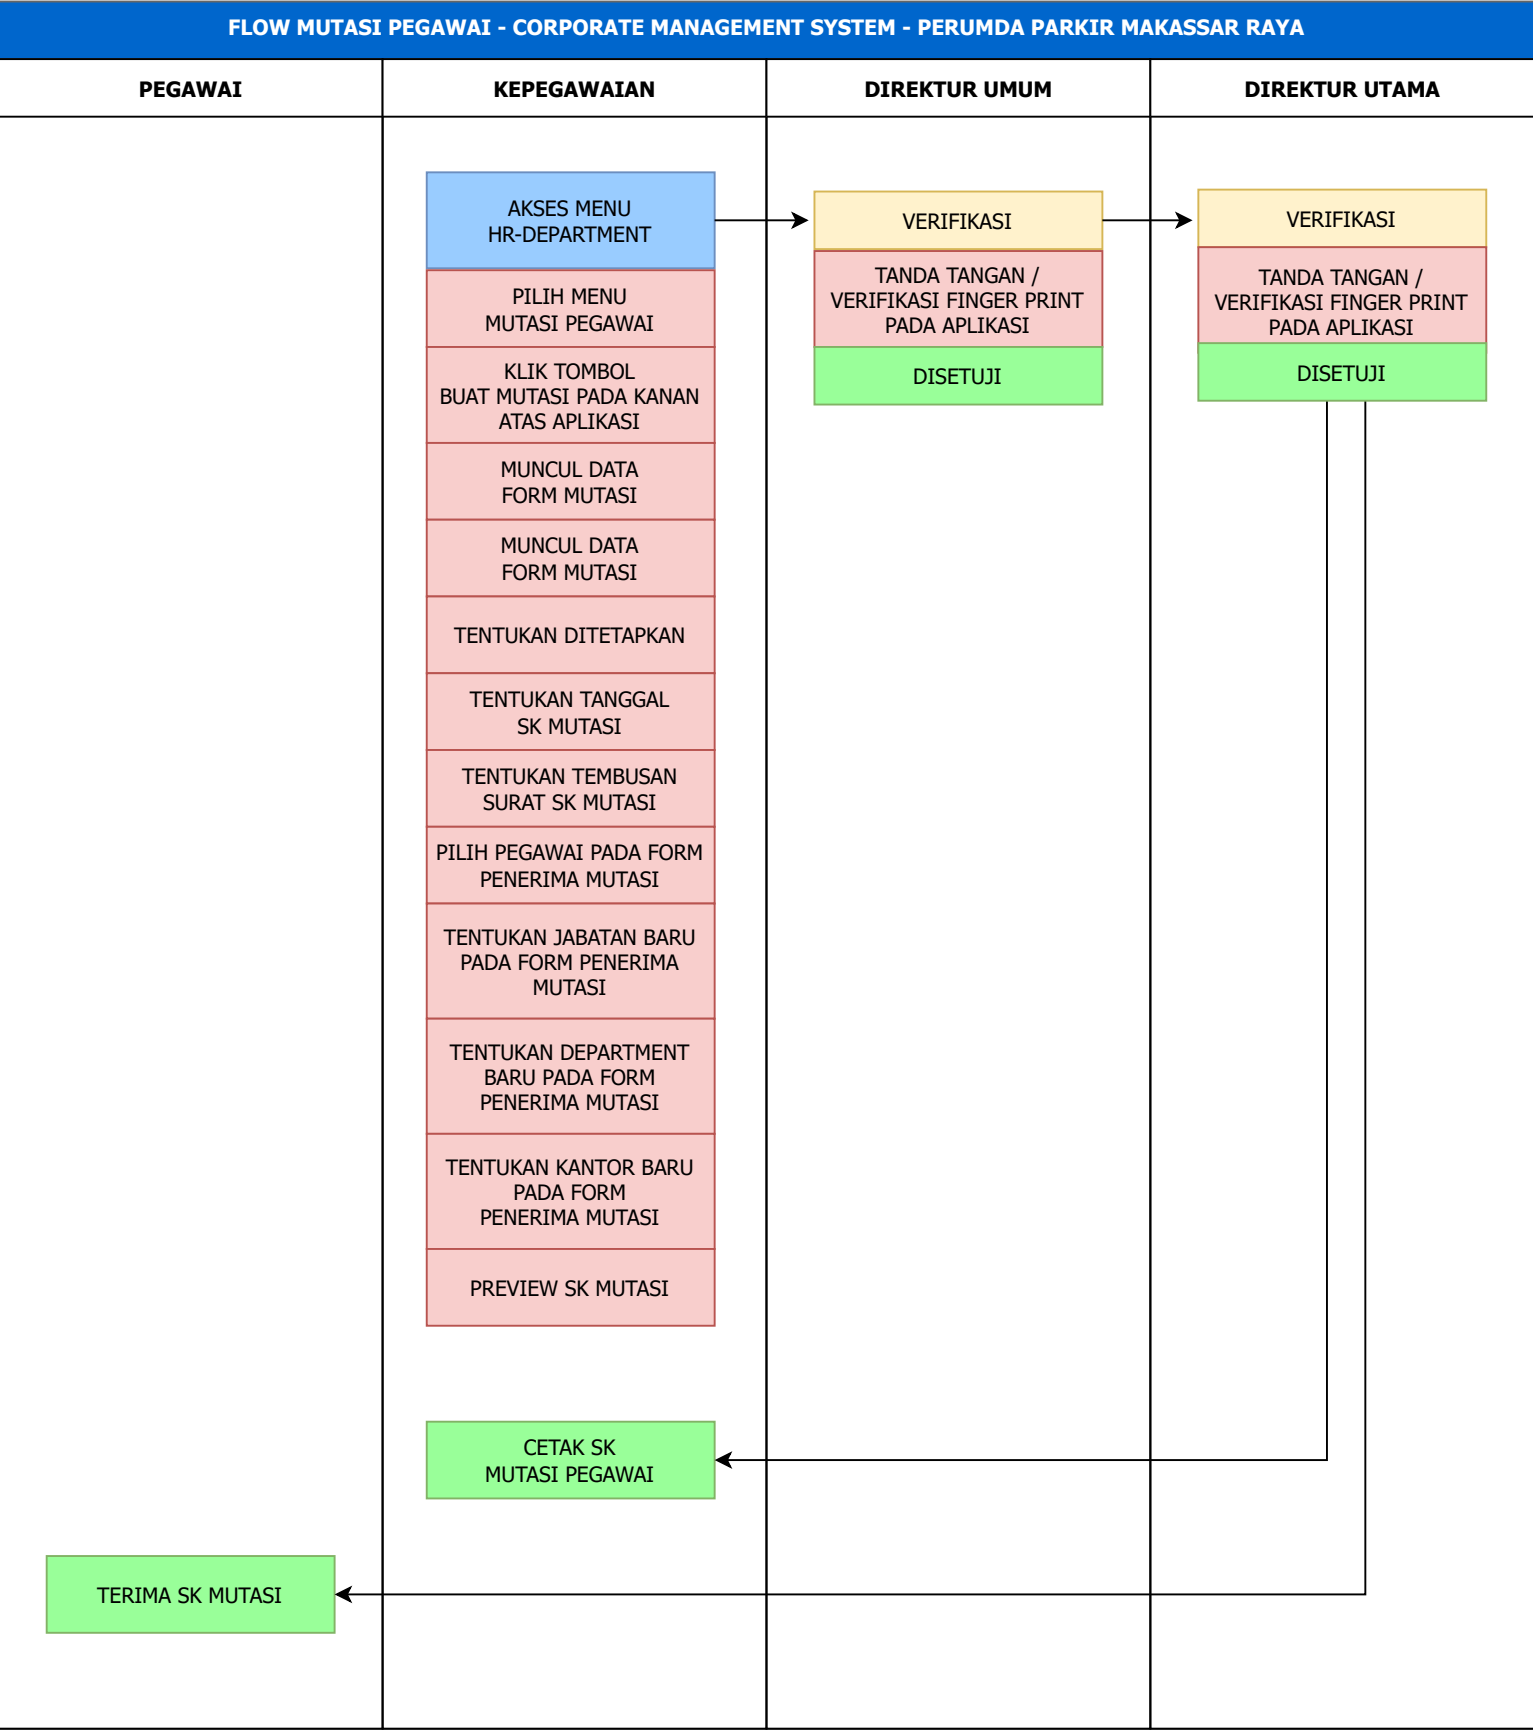 FLOW MUTASI PEGAWAI - CORPORATE MANAGEMENT SYSTEM - PERUMDA PARKIR MAKASSAR RAYA
PEGAWAI
KEPEGAWAIAN
DIREKTUR UMUM
DIREKTUR UTAMA
AKSES MENU
HR-DEPARTMENT
PILIH MENU
MUTASI PEGAWAI
KLIK TOMBOL
BUAT MUTASI PADA KANAN
ATAS APLIKASI
MUNCUL DATA
FORM MUTASI
MUNCUL DATA
FORM MUTASI
TENTUKAN DITETAPKAN
TENTUKAN TANGGAL
SK MUTASI
TENTUKAN TEMBUSAN
SURAT SK MUTASI
PILIH PEGAWAI PADA FORM
PENERIMA MUTASI
TENTUKAN JABATAN BARU
PADA FORM PENERIMA
MUTASI
TENTUKAN DEPARTMENT
BARU PADA FORM
PENERIMA MUTASI
TENTUKAN KANTOR BARU
PADA FORM
PENERIMA MUTASI
PREVIEW SK MUTASI
VERIFIKASI
TANDA TANGAN /
VERIFIKASI FINGER PRINT
PADA APLIKASI
DISETUJI
VERIFIKASI
TANDA TANGAN /
VERIFIKASI FINGER PRINT
PADA APLIKASI
DISETUJI
CETAK SK
MUTASI PEGAWAI
TERIMA SK MUTASI